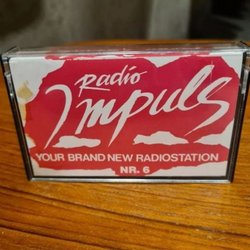 Radio
Impuls
YOUR BRAND NEW RADIOSTATION
NR. 6